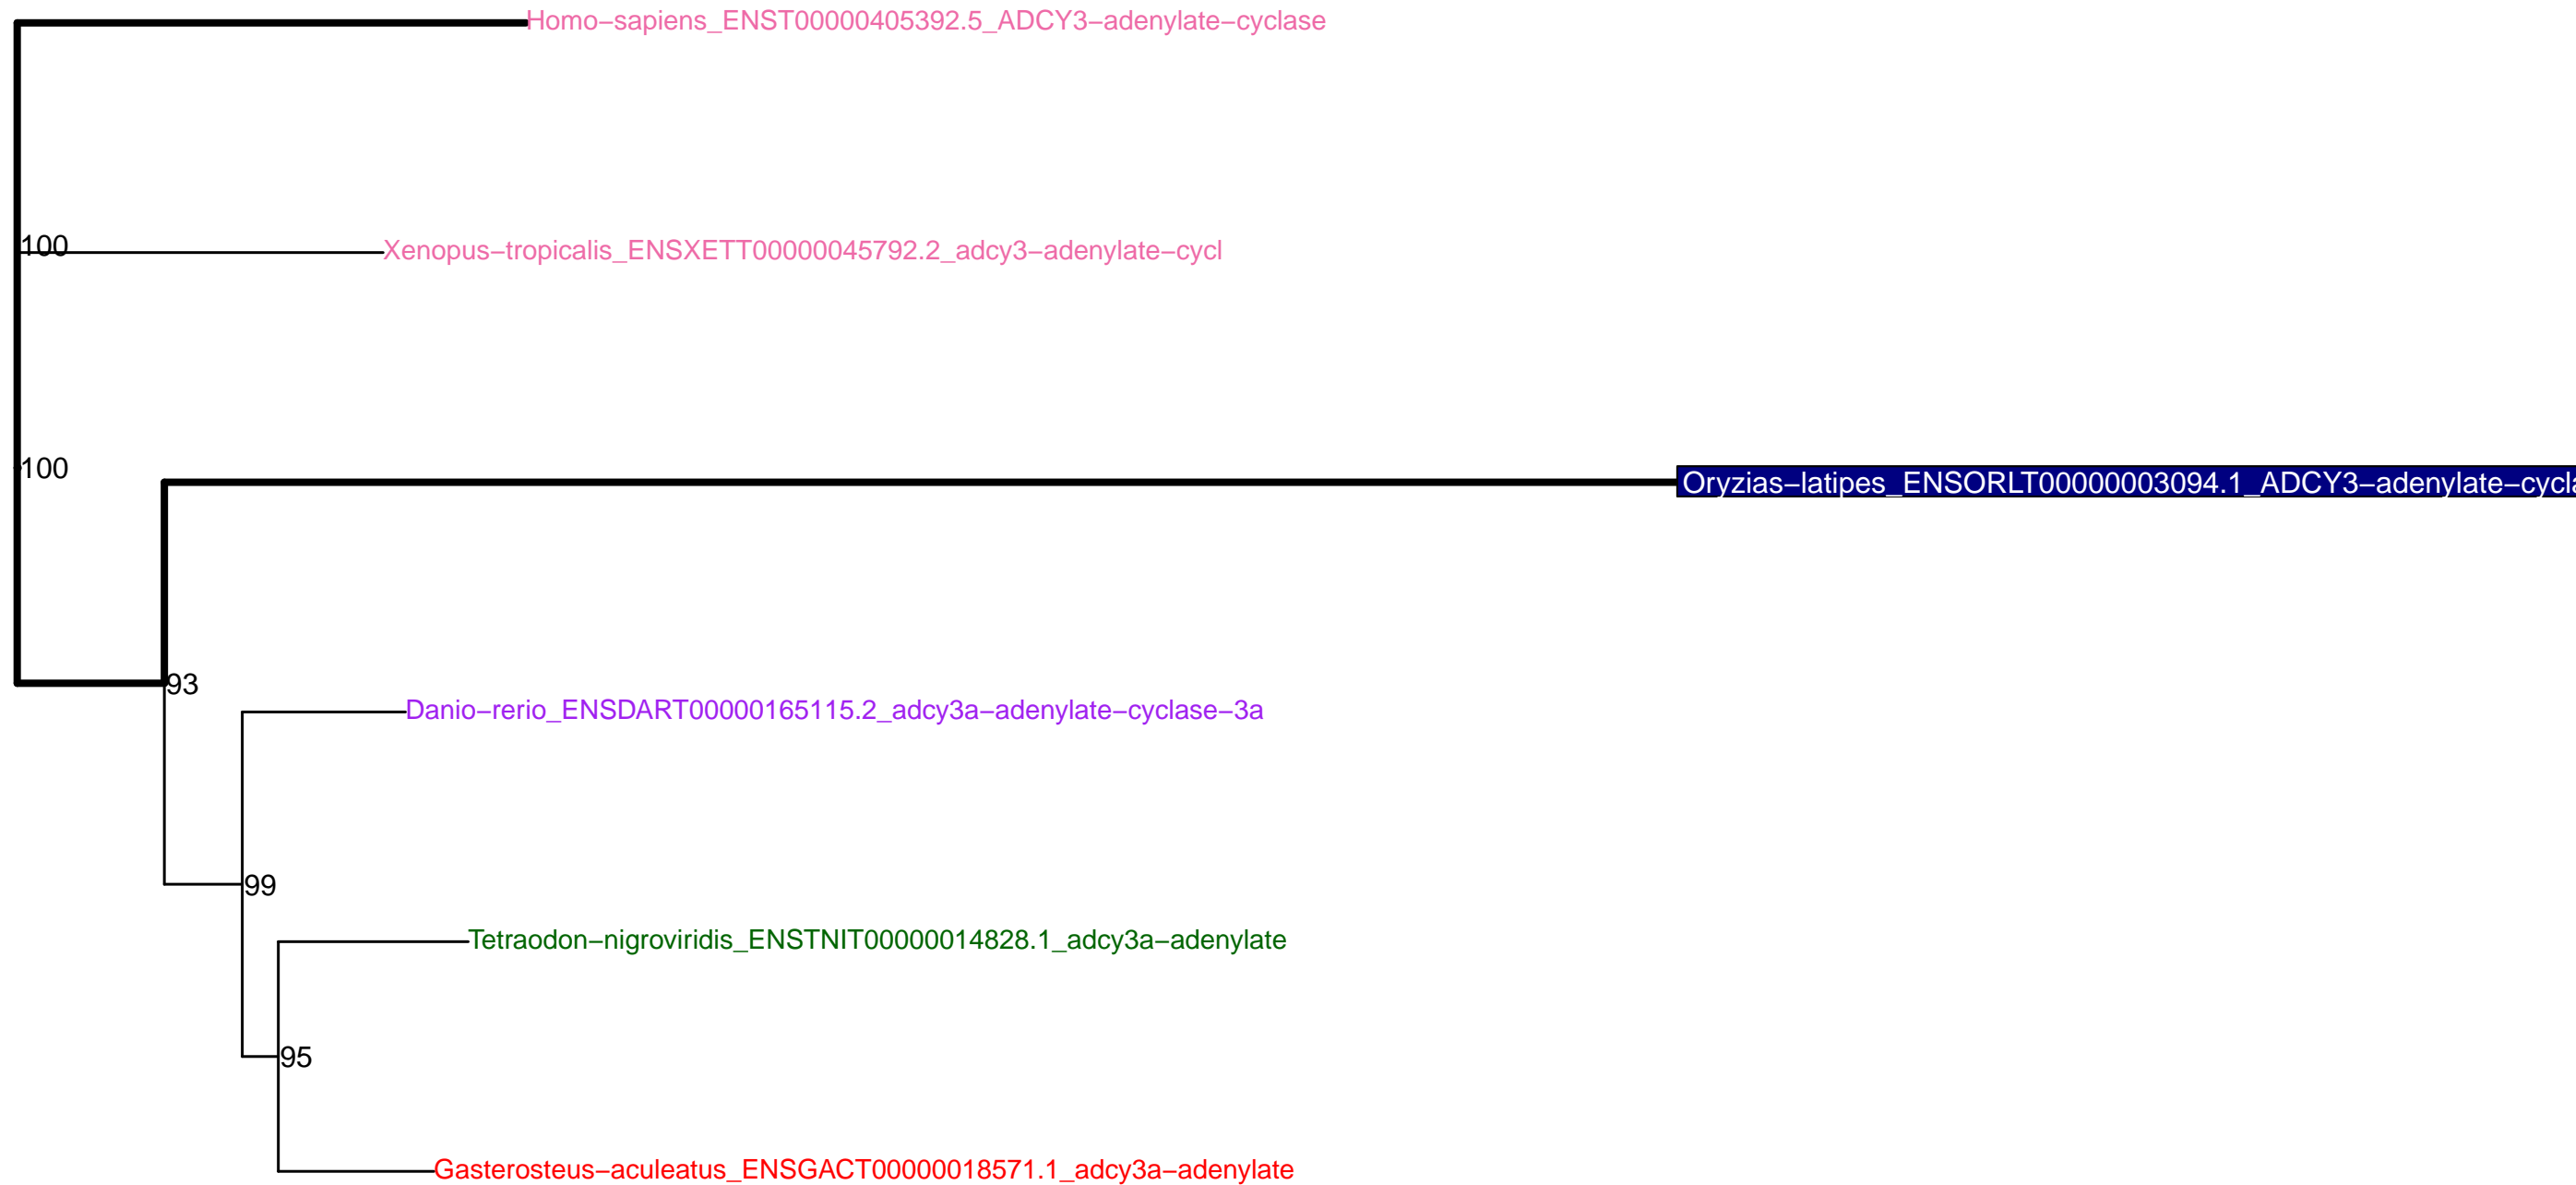 Homo−sapiens_ENST00000405392.5_ADCY3−adenylate−cyclase
100
Xenopus−tropicalis_ENSXETT00000045792.2_adcy3−adenylate−cycl
100
Oryzias−latipes_ENSORLT00000003094.1_ADCY3−adenylate−cycla
93
Danio−rerio_ENSDART00000165115.2_adcy3a−adenylate−cyclase−3a
99
Tetraodon−nigroviridis_ENSTNIT00000014828.1_adcy3a−adenylate
95
Gasterosteus−aculeatus_ENSGACT00000018571.1_adcy3a−adenylate